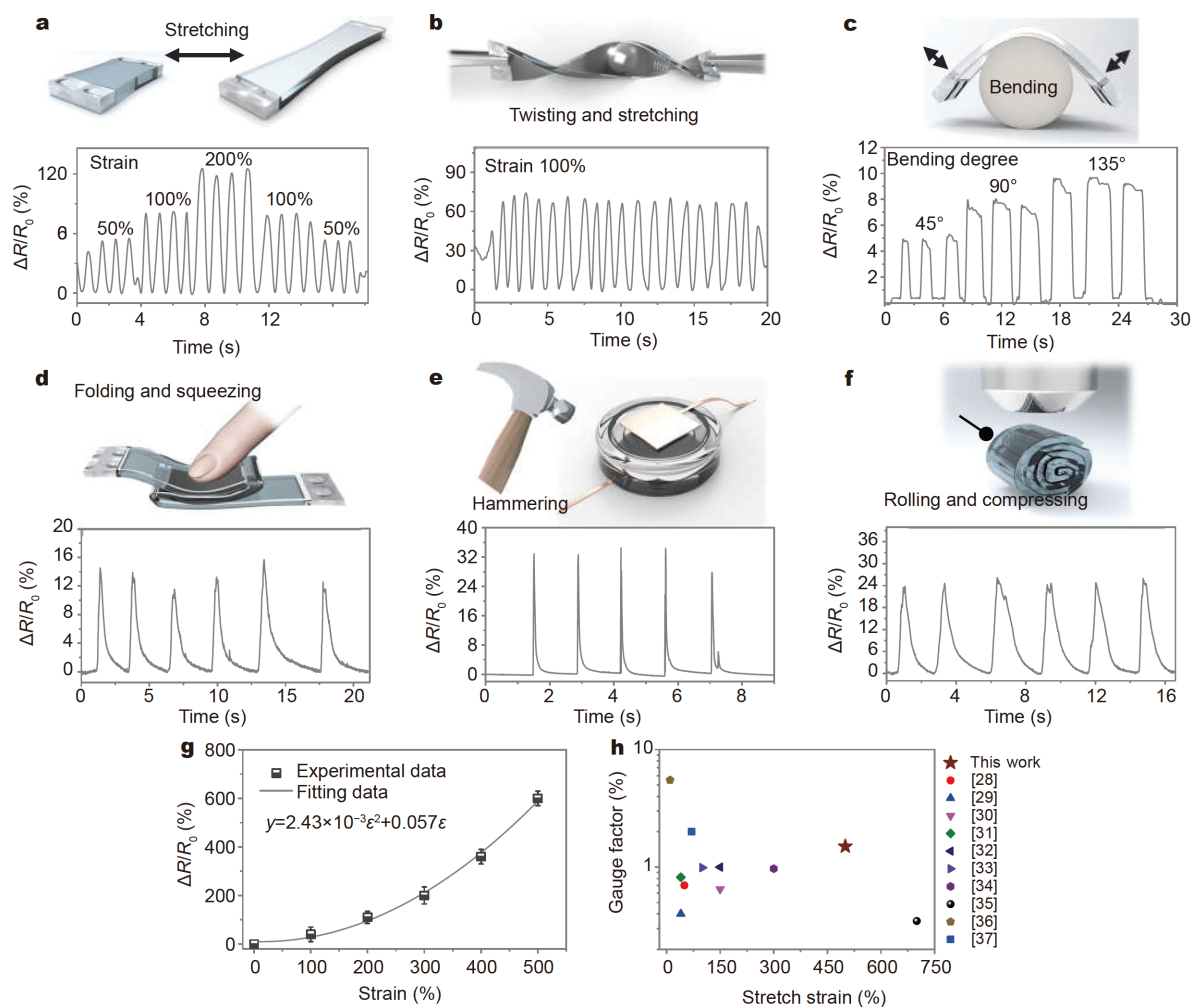 a
Stretching
Strain
200%
100%
100%
50%
50%
120
6
0
ΔR/R0 (%)
0
4
8
12
Time (s)
b
Twisting and stretching
Strain 100%
90
60
30
0
ΔR/R0 (%)
0
5
10
15
20
Time (s)
c
Bending
Bending degree
135°
90°
45°
12
10
8
6
4
2
ΔR/R0 (%)
0
6
12
18
24
30
Time (s)
d
Folding and squeezing
20
16
12
8
4
0
ΔR/R0 (%)
0
5
10
15
20
Time (s)
e
Hammering
40
32
24
16
8
0
ΔR/R0 (%)
0
2
4
6
8
Time (s)
f
Rolling and compressing
36
30
24
18
12
6
0
ΔR/R0 (%)
0
4
8
12
16
Time (s)
g
800
600
400
200
0
ΔR/R0 (%)
Experimental data
Fitting data
y=2.43×10−3ε2+0.057ε
0
100
200
300
400
500
Strain (%)
h
10
1
Gauge factor (%)
0
150
300
450
600
750
Stretch strain (%)
This work
[28]
[29]
[30]
[31]
[32]
[33]
[34]
[35]
[36]
[37]